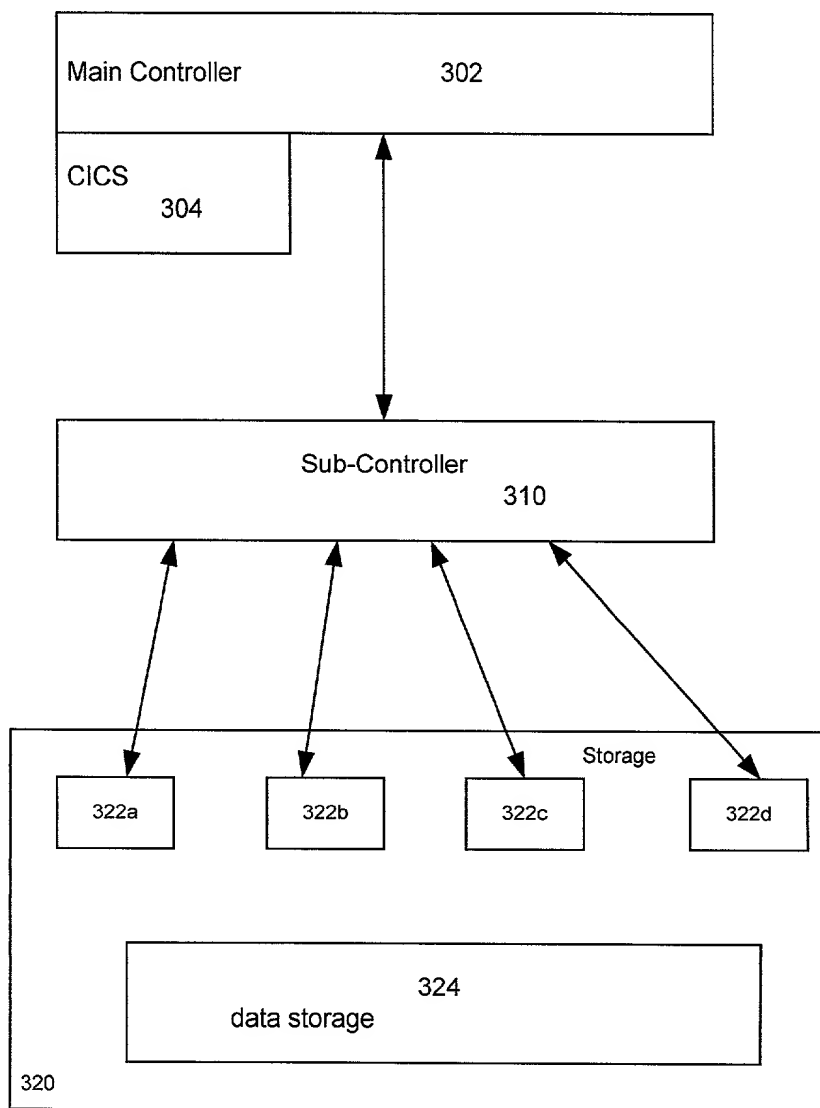 Main Controller 302
CICS
304
Sub-Controller
310
Storage
322a 322b 322c 322d
324
data storage
320